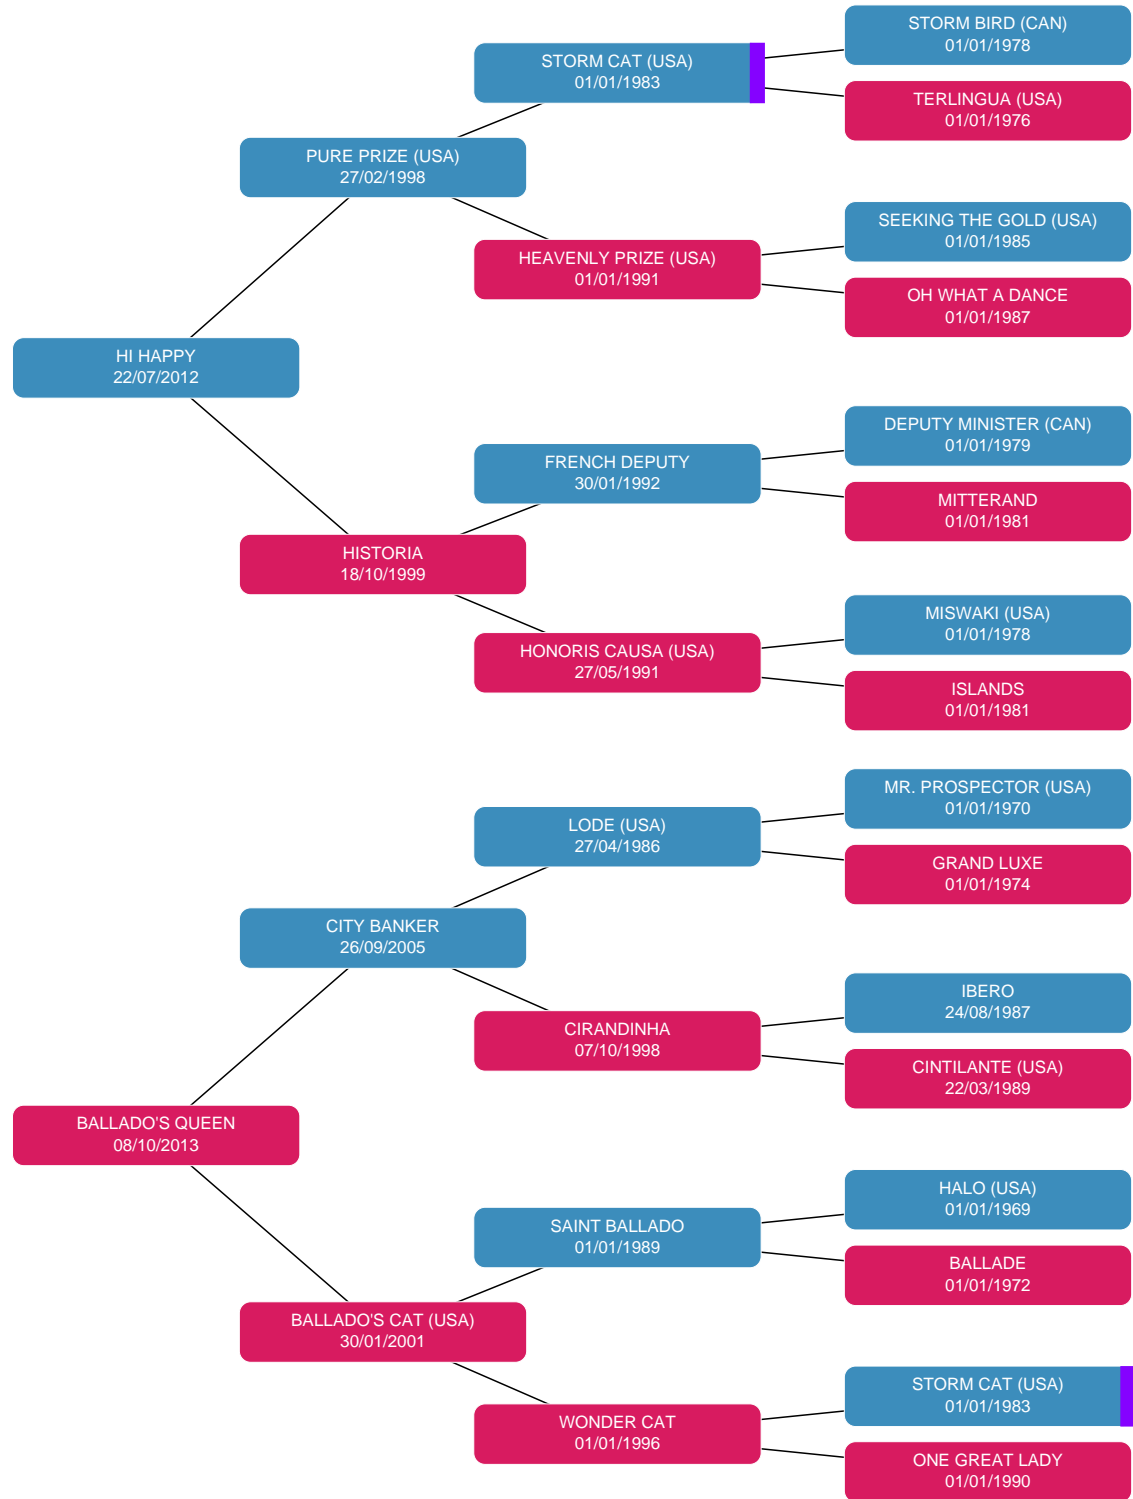 STORM BIRD (CAN)
01/01/1978
STORM CAT (USA)
01/01/1983
TERLINGUA (USA)
01/01/1976
PURE PRIZE (USA)
27/02/1998
SEEKING THE GOLD (USA)
01/01/1985
HEAVENLY PRIZE (USA)
01/01/1991
OH WHAT A DANCE
01/01/1987
HI HAPPY
22/07/2012
DEPUTY MINISTER (CAN)
01/01/1979
FRENCH DEPUTY
30/01/1992
MITTERAND
01/01/1981
HISTORIA
18/10/1999
MISWAKI (USA)
01/01/1978
HONORIS CAUSA (USA)
27/05/1991
ISLANDS
01/01/1981
MR. PROSPECTOR (USA)
01/01/1970
LODE (USA)
27/04/1986
GRAND LUXE
01/01/1974
CITY BANKER
26/09/2005
IBERO
24/08/1987
CIRANDINHA
07/10/1998
CINTILANTE (USA)
22/03/1989
BALLADO'S QUEEN
08/10/2013
HALO (USA)
01/01/1969
SAINT BALLADO
01/01/1989
BALLADE
01/01/1972
BALLADO'S CAT (USA)
30/01/2001
STORM CAT (USA)
01/01/1983
WONDER CAT
01/01/1996
ONE GREAT LADY
01/01/1990